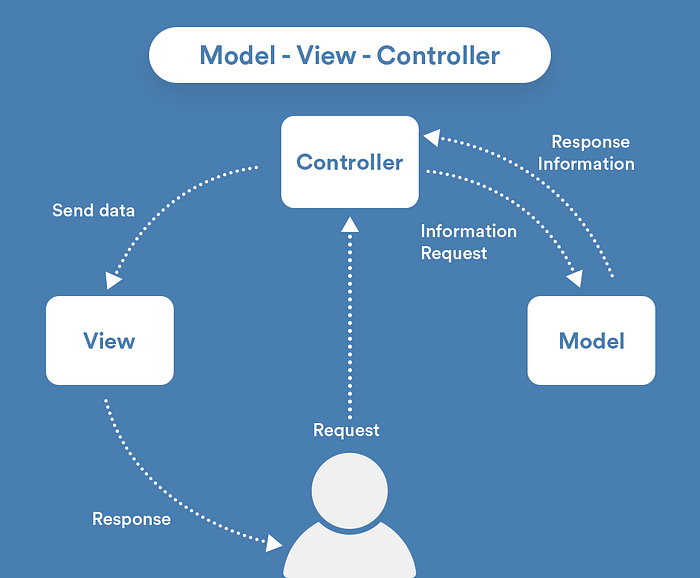 Model - View - Controller
Controller
Response
Information
Send data
Information
Request
View
Model
Request
Response